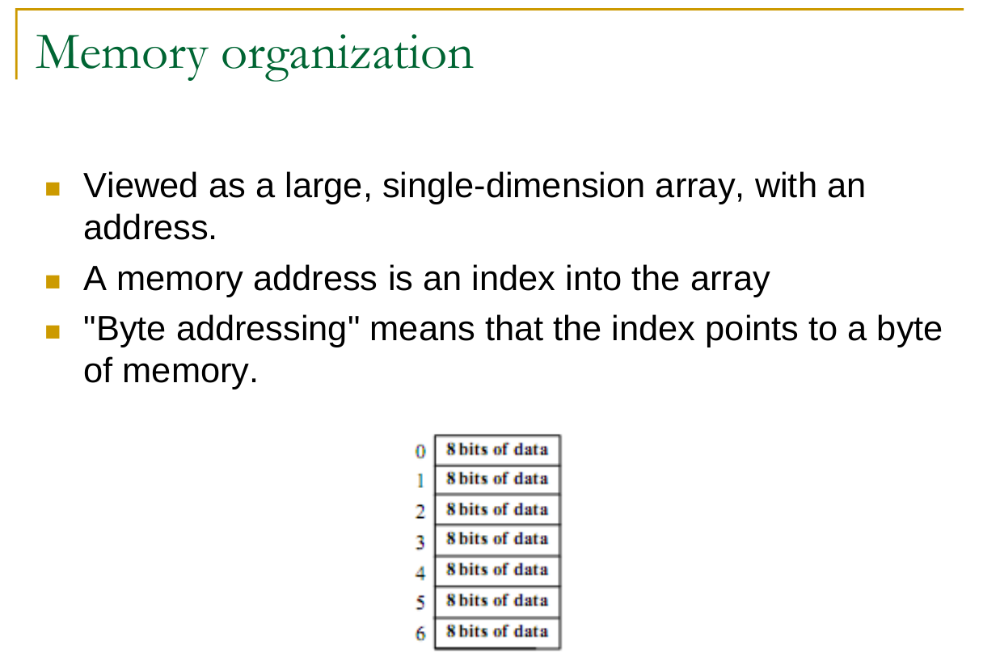 Memory organization
Viewed as a large, single-dimension array, with an
address.
A memory address is an index into the array
"Byte addressing" means that the index points to a byte
of memory.
0 8 bits of data
1 8 bits of data
2 8 bits of data
3 8 bits of data
4 8 bits of data
5 8 bits of data
6 8 bits of data